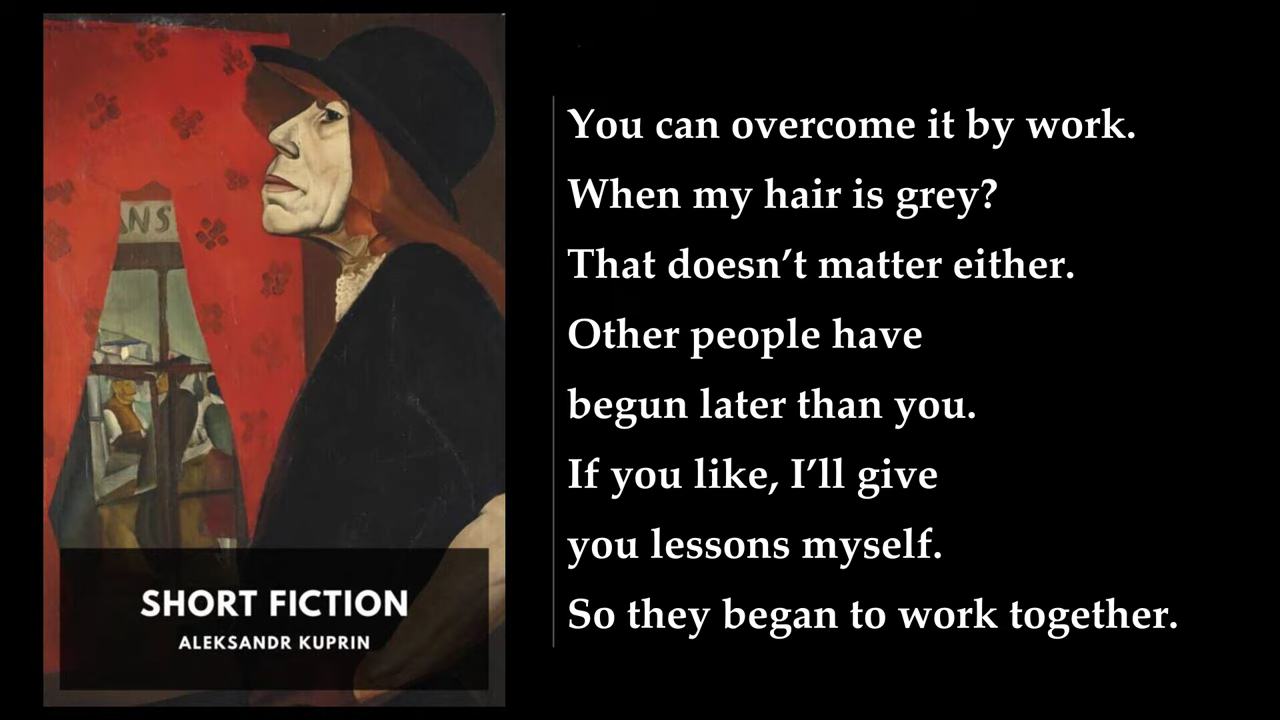 NS
SHORT FICTION
ALEKSANDR KUPRIN
You can overcome it by work.
When my hair is grey?
That doesn’t matter either.
Other people have
begun later than you.
If you like, I’ll give
you lessons myself.
So they began to work together.